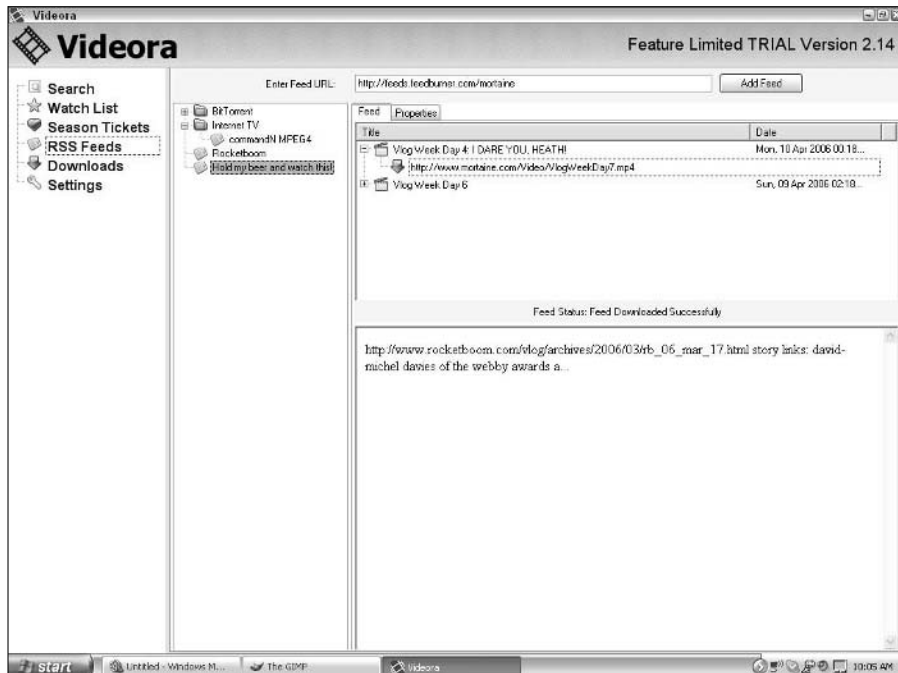 Videora
Videora
Feature Limited TRIAL Version 2.14
Search
Watch List
Season Tickets
RSS Feeds
Downloads
Settings
Enter Feed URL:
http://feeds.feedburner.com/mortaine
Add Feed
BitTorrent
Internet TV
commandN MPEG4
Rocketboom
Hold my beer and watch this!
Feed Properties
Title Date
Vlog Week Day 4: I DARE YOU, HEATH! Mon, 10 Apr 2006 00:18...
http://www.mortaine.com/Video/VlogWeekDay7.mp4
Vlog Week Day 6 Sun, 09 Apr 2006 02:18...
Feed Status: Feed Downloaded Successfully
http://www.rocketboom.com/vlog/archives/2006/03/rb_06_mar_17.html story links: david-
michel davies of the webby awards a...
start
Untitled - Windows M...
The GIMP
Videora
10:05 AM